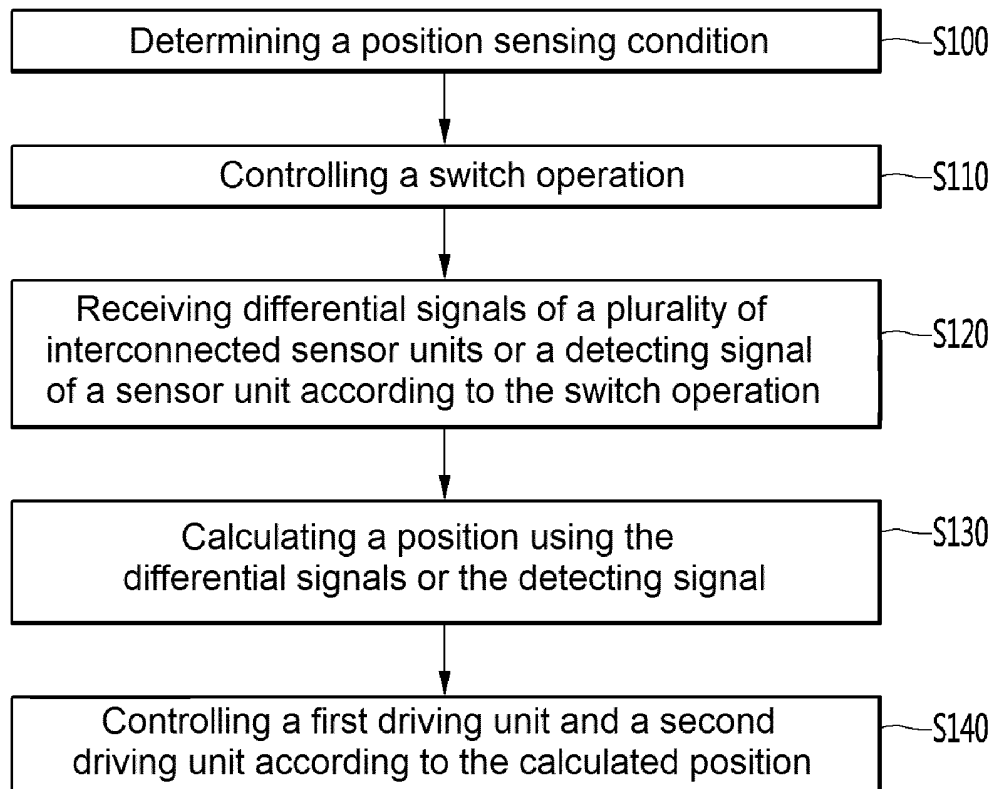 Determining a position sensing condition
S100
Controlling a switch operation
S110
Receiving differential signals of a plurality of
interconnected sensor units or a detecting signal
of a sensor unit according to the switch operation
S120
Calculating a position using the
differential signals or the detecting signal
S130
Controlling a first driving unit and a second
driving unit according to the calculated position
S140